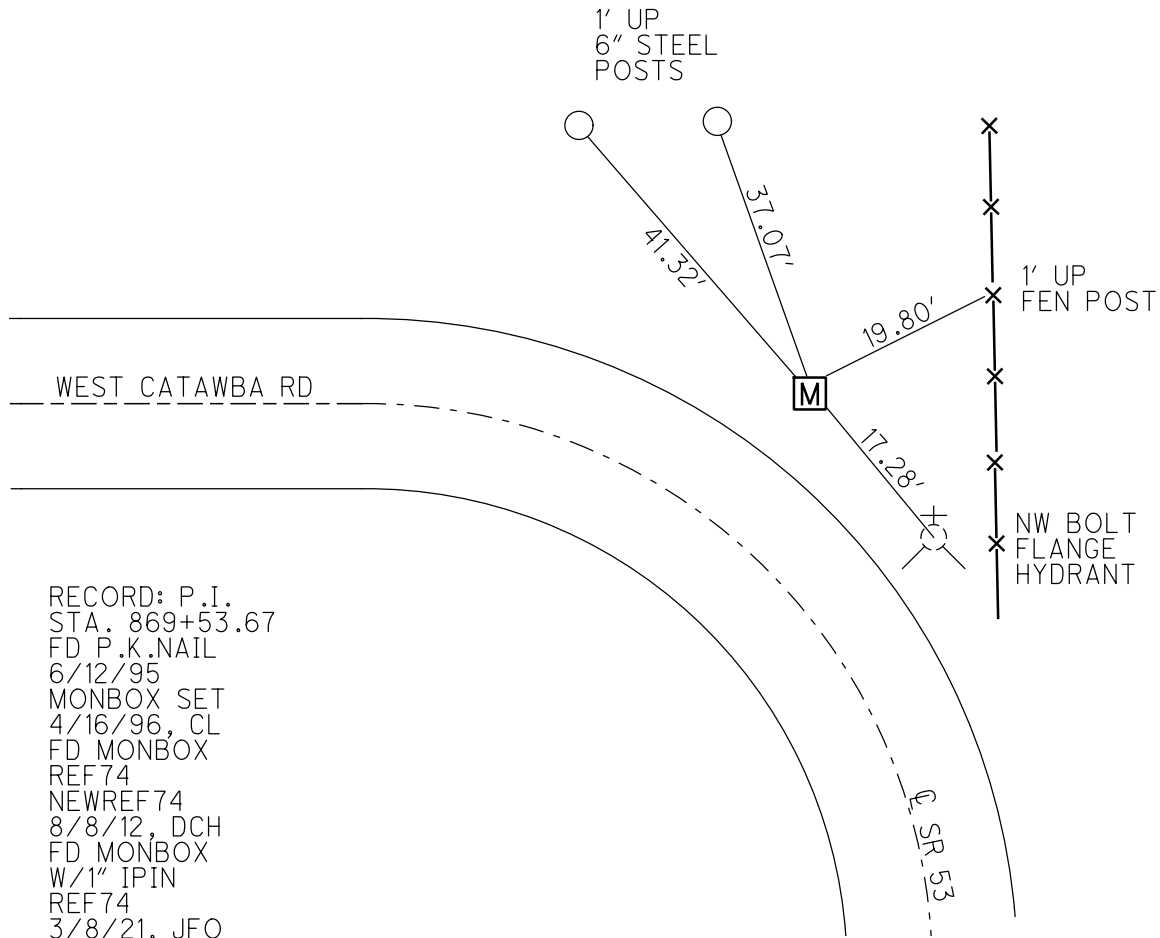 1' UP
6" STEEL
POSTS
37.07'
41.32'
1' UP
FEN POST
19.80'
WEST CATAWBA RD
M
17.28'
NW BOLT
FLANGE
HYDRANT
RECORD: P.I.
STA. 869+53.67
FD P.K.NAIL
6/12/95
MONBOX SET
4/16/96, CL
FD MONBOX
REF74
NEWREF74
8/8/12, DCH
FD MONBOX
W/1" IPIN
REF74
3/8/21, JFO
℄ SR 53